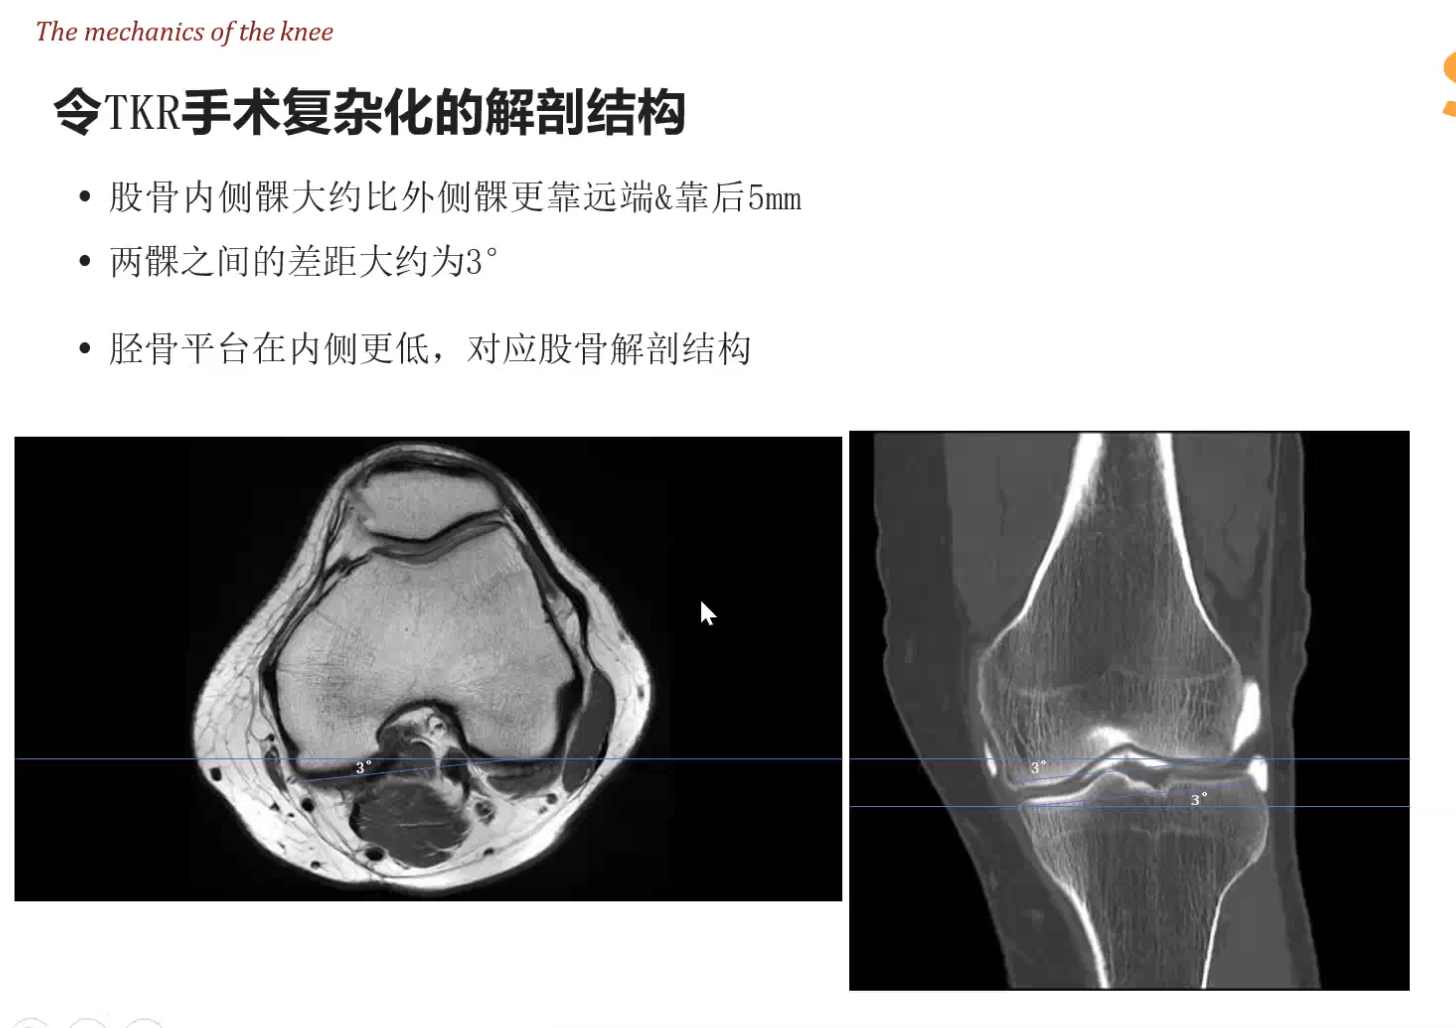 The mechanics of the knee
令TKR手术复杂化的解剖结构
• 股骨内侧髁大约比外侧髁更靠远端&靠后5mm
• 两髁之间的差距大约为3°
• 胫骨平台在内侧更低，对应股骨解剖结构
3°
3°
3°